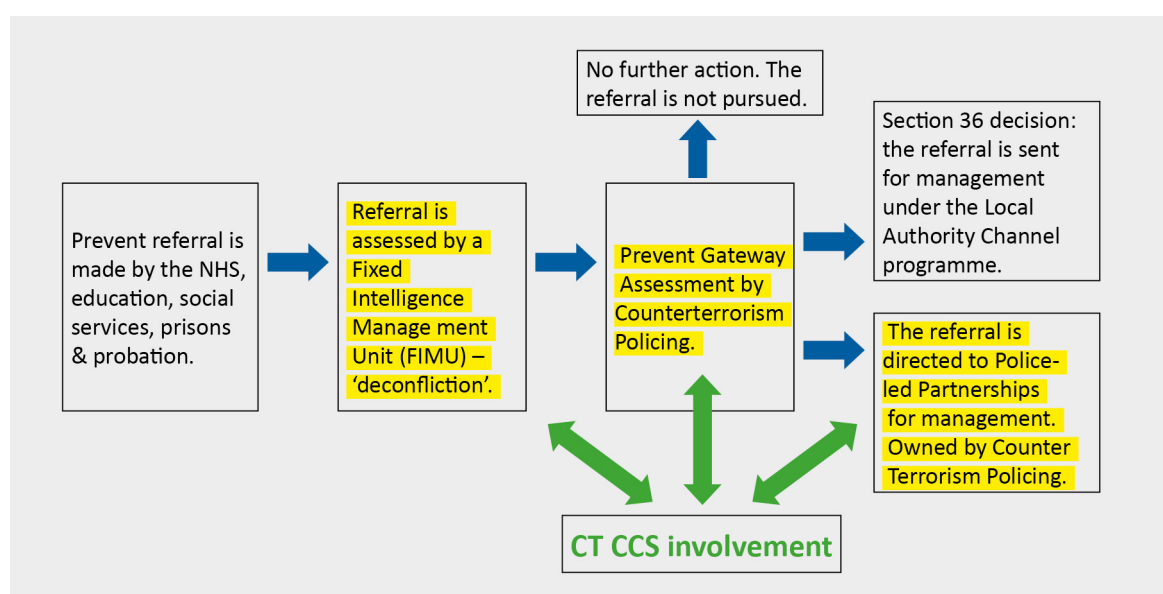 No further action. The
referral is not pursued.
Section 36 decision:
the referral is sent
for management
under the Local
Authority Channel
programme.
Prevent referral is
made by the NHS,
education, social
services, prisons
& probation.
Referral is
assessed by a
Fixed
Intelligence
Manage ment
Unit (FIMU) –
‘deconfliction’.
Prevent Gateway
Assessment by
Counterterrorism
Policing.
The referral is
directed to Police-
led Partnerships
for management.
Owned by Counter
Terrorism Policing.
CT CCS involvement